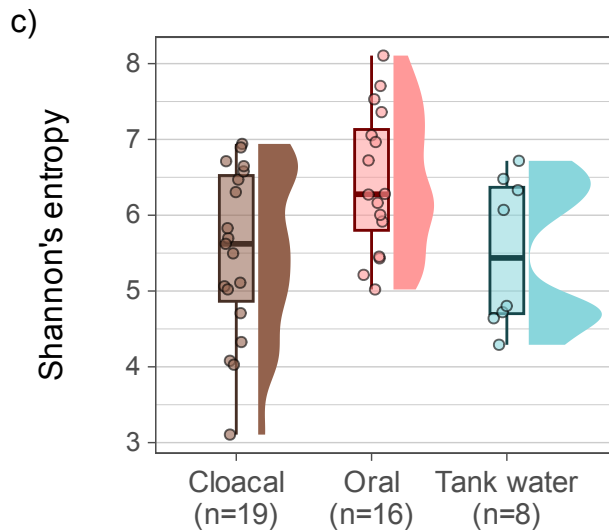 c)
Shannon's entropy
8
7
6
5
4
3
Cloacal Oral Tank water
(n=19) (n=16) (n=8)